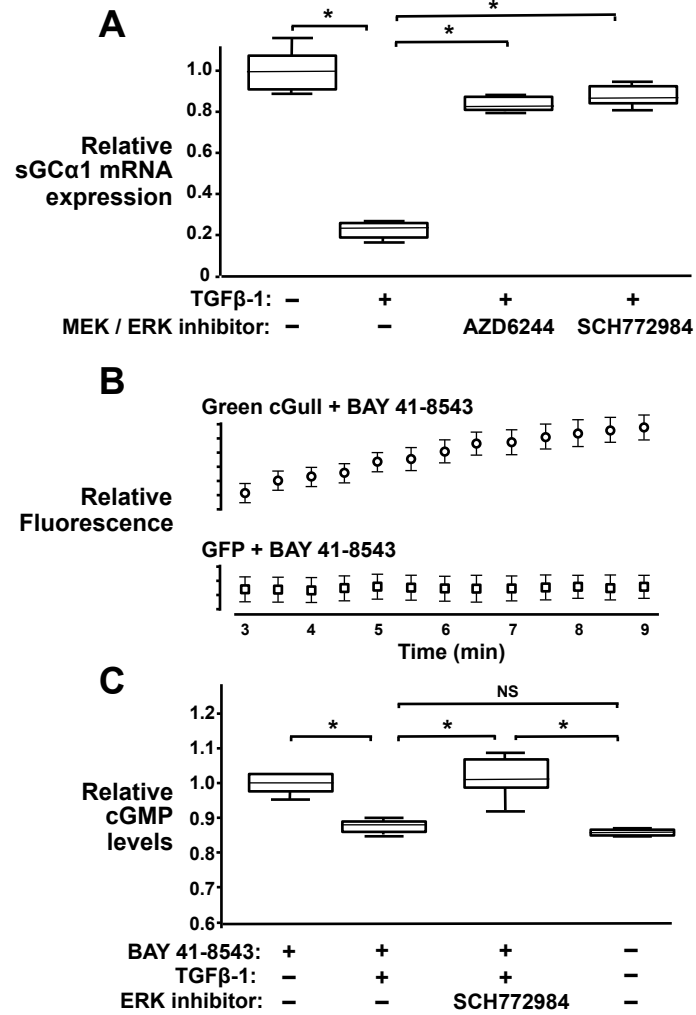 A
*
*
*
Relative
sGCα1 mRNA
expression
1.0
0.8
0.6
0.4
0.2
0
TGFβ-1: – + + +
MEK / ERK inhibitor: – – AZD6244 SCH772984
B
Green cGull + BAY 41-8543
Relative
Fluorescence
GFP + BAY 41-8543
3 4 5 6 7 8 9
Time (min)
C
NS
* * *
Relative
cGMP
levels
1.2
1.1
1.0
0.9
0.8
0.7
0.6
BAY 41-8543: + + + –
TGFβ-1: – + + –
ERK inhibitor: – – SCH772984 –